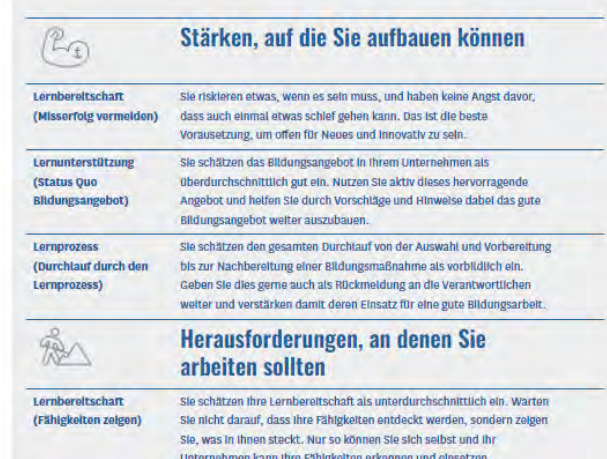 Stärken, auf die Sie aufbauen können
Lernbereitschaft
(Misserfolg vermeiden)
Sie riskieren etwas, wenn es sein muss, und haben keine Angst davor,
dass auch einmal etwas schief gehen kann. Das ist die beste
Vorausetzung, um offen für Neues und innovativ zu sein.
Lernunterstützung
(Status Quo
Bildungsangebot)
Sie schätzen das Bildungsangebot in Ihrem Unternehmen als
überdurchschnittlich gut ein. Nutzen Sie aktiv dieses hervorragende
Angebot und helfen Sie durch Vorschläge und Hinweise dabei das gute
Bildungsangebot weiter auszubauen.
Lernprozess
(Durchlauf durch den
Lernprozess)
Sie schätzen den gesamten Durchlauf von der Auswahl und Vorbereitung
bis zur Nachbereitung einer Bildungsmaßnahme als vorbildlich ein.
Geben Sie dies gerne auch als Rückmeldung an die Verantwortlichen
weiter und verstärken damit deren Einsatz für eine gute Bildungsarbeit.
Herausforderungen, an denen Sie
arbeiten sollten
Lernbereitschaft
(Fähigkeiten zeigen)
Sie schätzen Ihre Lernbereitschaft als unterdurchschnittlich ein. Warten
Sie nicht darauf, dass Ihre Fähigkeiten entdeckt werden, sondern zeigen
Sie, was in Ihnen steckt. Nur so können Sie sich selbst und Ihr
Unternehmen kann Ihre Fähigkeiten erkennen und einsetzen